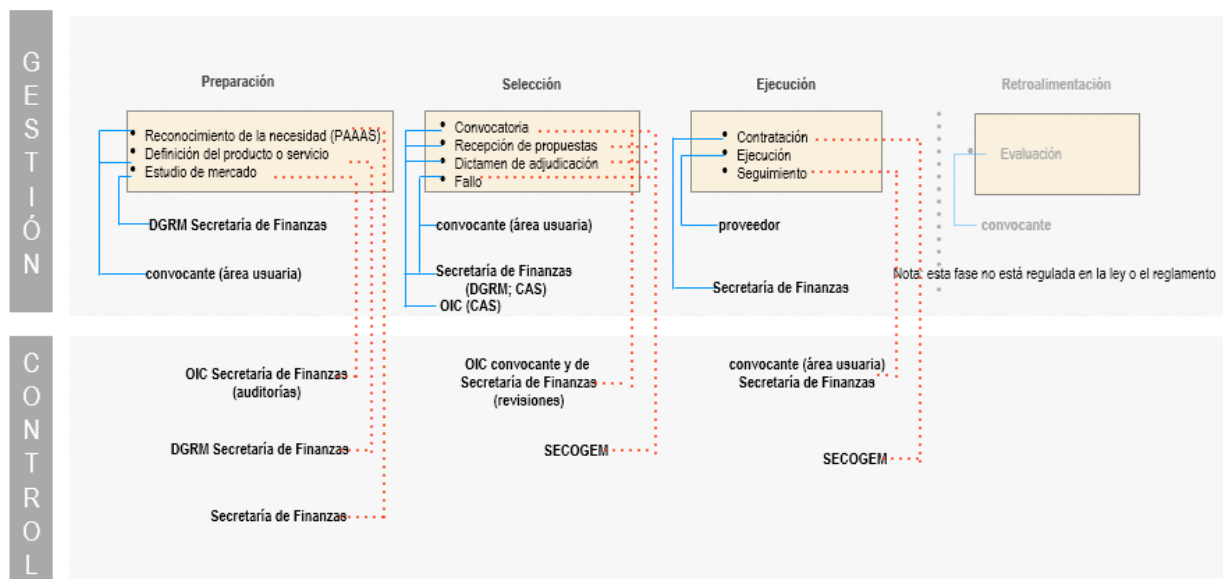 GESTIÓN
Preparación
Selección
Ejecución
Retroalimentación
• Reconocimiento de la necesidad (PAAAS)
• Definición del producto o servicio
• Estudio de mercado
• Convocatoria
• Recepción de propuestas
• Dictamen de adjudicación
• Fallo
• Contratación
• Ejecución
• Seguimiento
• Evaluación
DGRM Secretaría de Finanzas
convocante (área usuaria)
convocante (área usuaria)
Secretaría de Finanzas
(DGRM; CAS)
OIC (CAS)
proveedor
Secretaría de Finanzas
convocante
Nota: esta fase no está regulada en la ley o el reglamento
CONTROL
OIC Secretaría de Finanzas
(auditorías)
DGRM Secretaría de Finanzas
Secretaría de Finanzas
OIC convocante y de
Secretaría de Finanzas
(revisiones)
SECOGEM
convocante (área usuaria)
Secretaría de Finanzas
SECOGEM